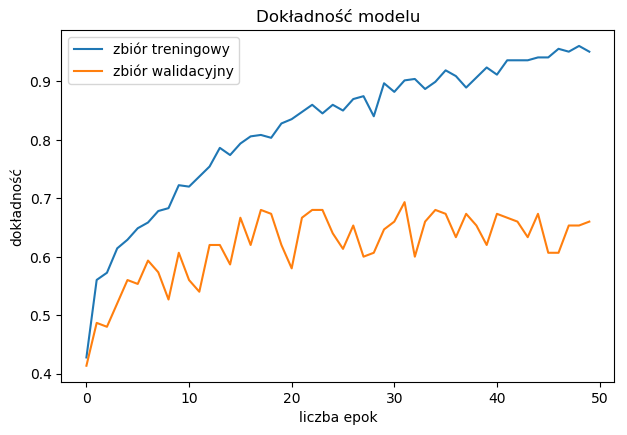 Dokładność modelu
zbiór treningowy
zbiór walidacyjny
dokładność
0.9
0.8
0.7
0.6
0.5
0.4
0
10
20
30
40
50
liczba epok